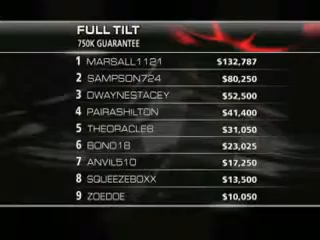 FULL TILT
750K GUARANTEE
1 MARSALL1121 $132,787
2 SAMPSON724 $80,250
3 DWAYNESTACEY $52,500
4 PAIRASHILTON $41,400
5 THEORACLE8 $31,050
6 BONO18 $23,025
7 ANVIL510 $17,250
8 SQUEEZEBOXX $13,500
9 ZOEDOE $10,050